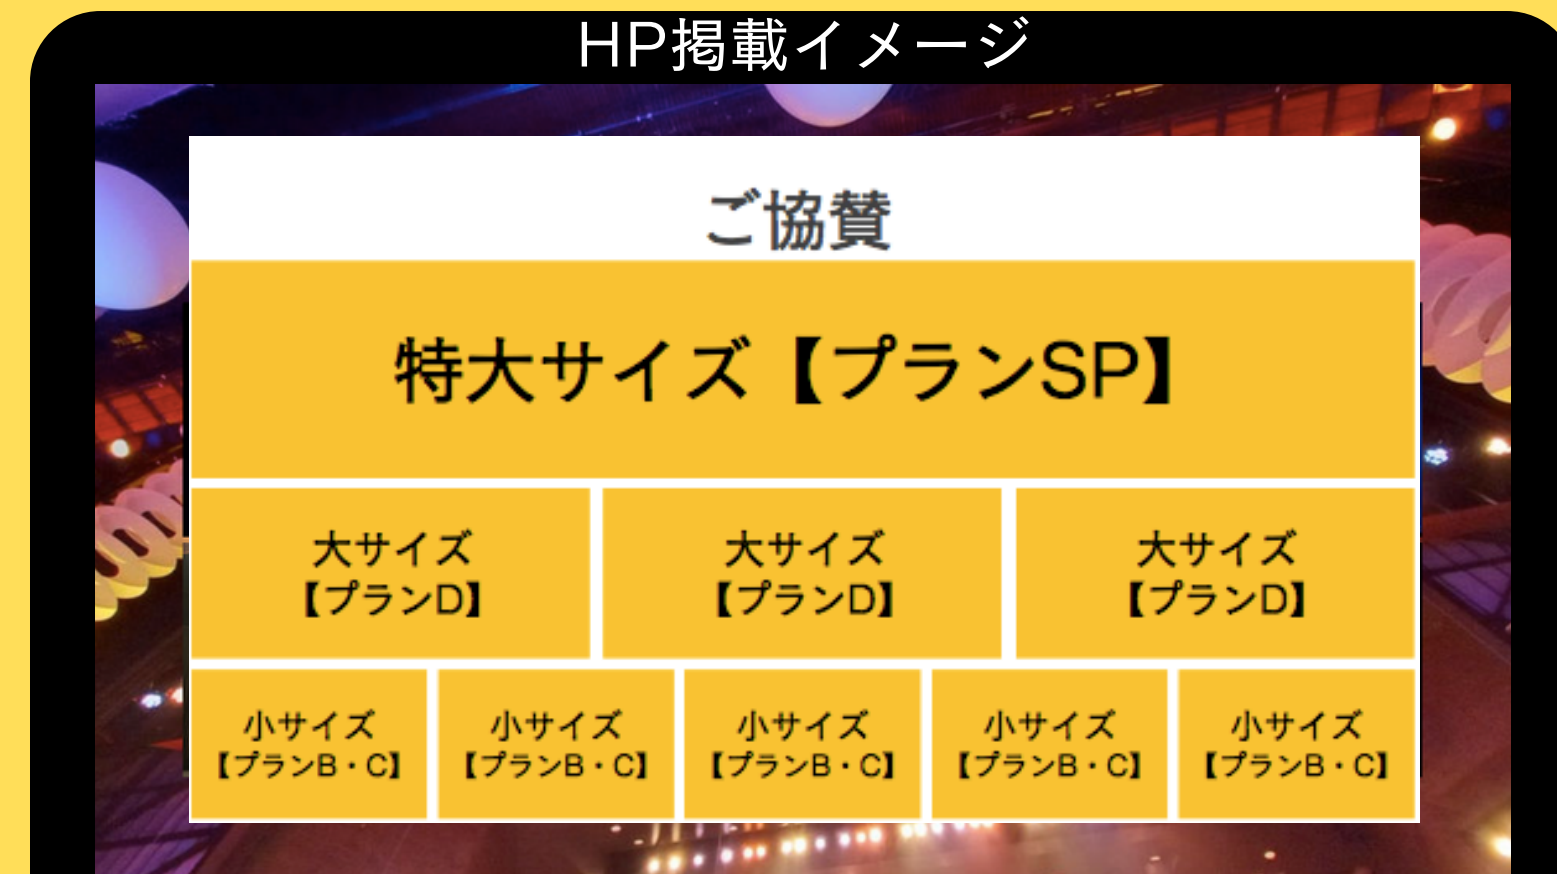 HP掲載イメージ
ご協賛
特大サイズ【プランSP】
大サイズ
【プランD】
大サイズ
【プランD】
大サイズ
【プランD】
小サイズ
【プランB・C】
小サイズ
【プランB・C】
小サイズ
【プランB・C】
小サイズ
【プランB・C】
小サイズ
【プランB・C】